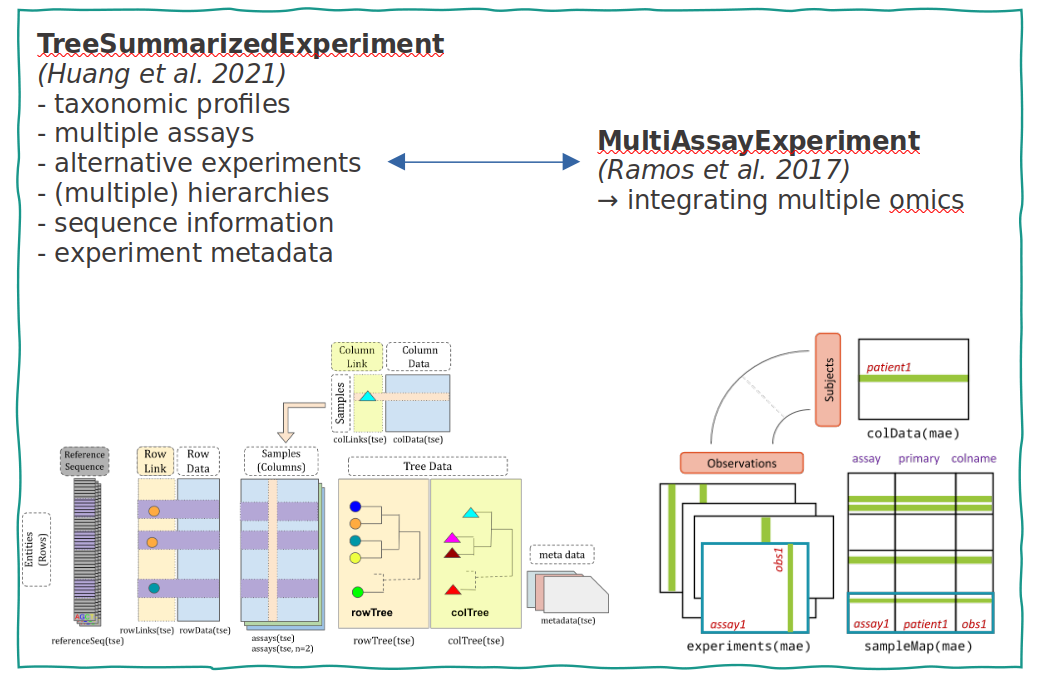 TreeSummarizedExperiment
(Huang et al. 2021)
- taxonomic profiles
- multiple assays
- alternative experiments
- (multiple) hierarchies
- sequence information
- experiment metadata
MultiAssayExperiment
(Ramos et al. 2017)
→ integrating multiple omics
Column
Link
Column
Data
Samples
colLinks(tse)
colData(tse)
Reference
Sequence
Row
Link
Row
Data
Samples
(Columns)
Tree Data
Entities
(Rows)
meta data
rowTree
colTree
referenceSeq(tse)
rowLinks(tse)
rowData(tse)
assays(tse)
assays(tse, n=2)
rowTree(tse)
colTree(tse)
metadata(tse)
Subjects
patient1
colData(mae)
Observations
assay primary colname
obs1
assay1
assay1 patient1 obs1
experiments(mae)
sampleMap(mae)